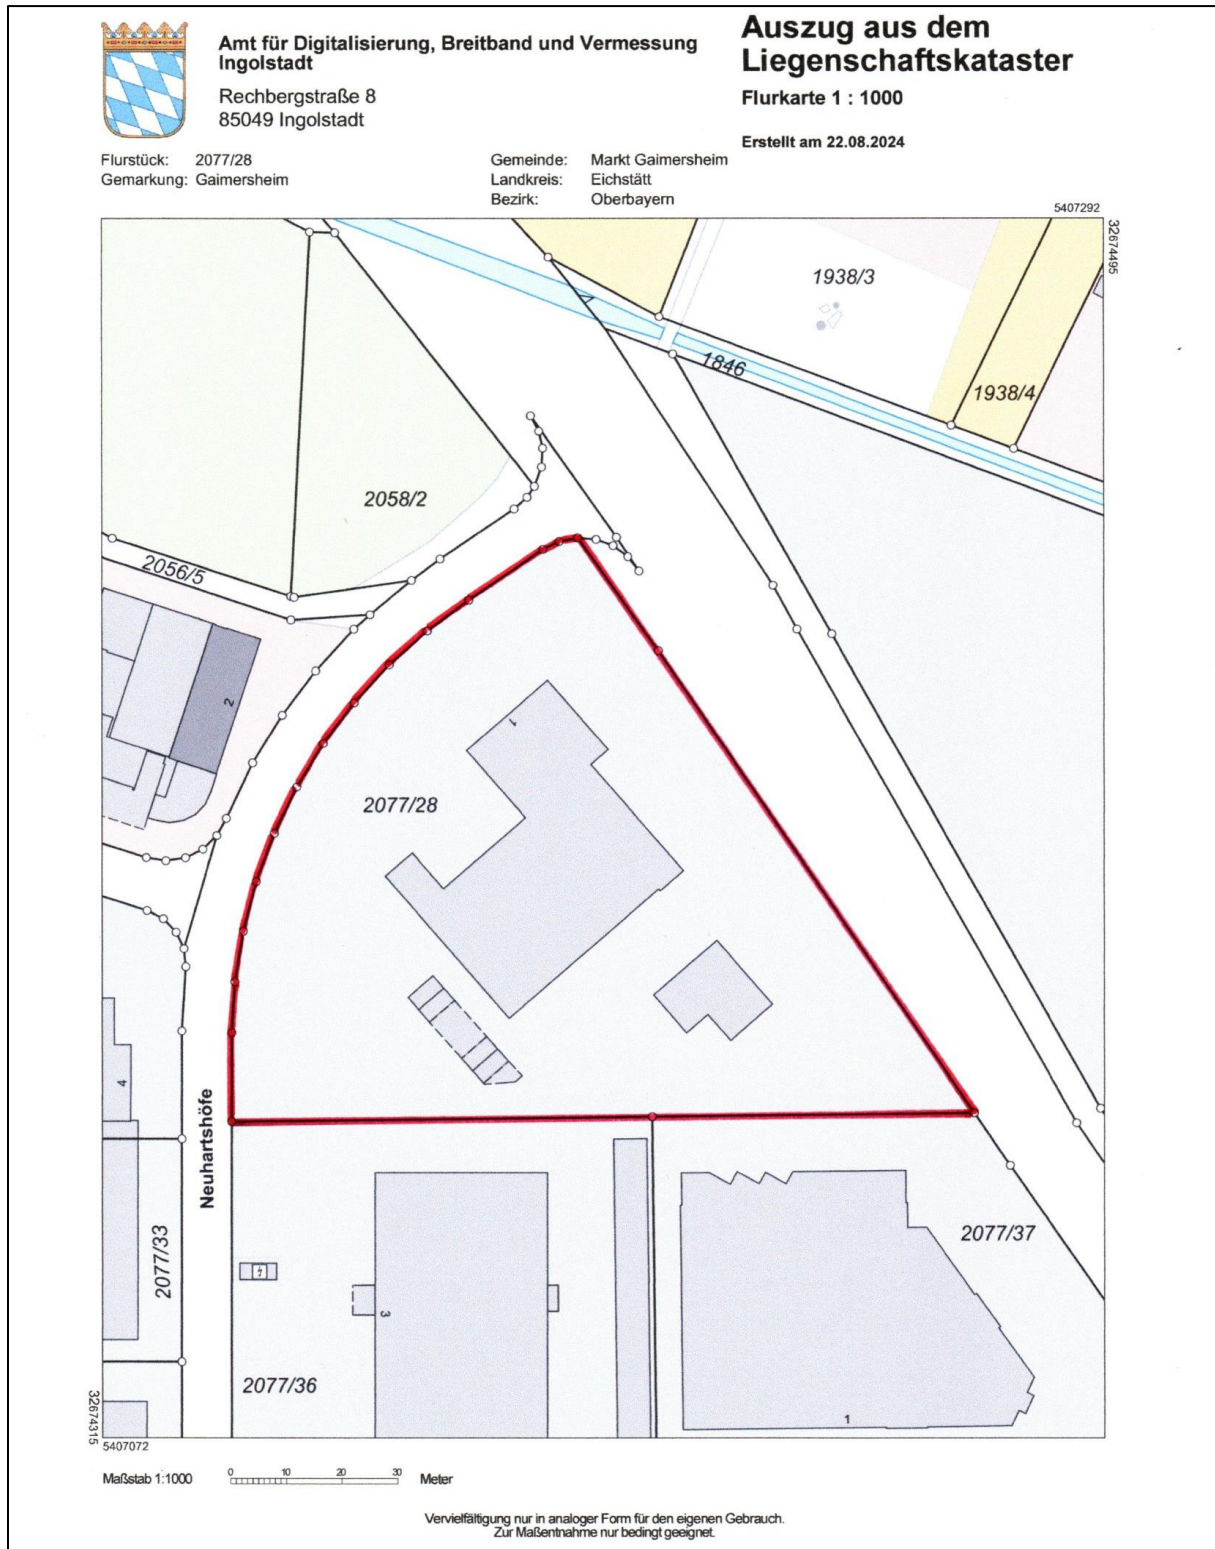 Amt für Digitalisierung, Breitband und Vermessung
Ingolstadt
Rechbergstraße 8
85049 Ingolstadt
Auszug aus dem
Liegenschaftskataster
Flurkarte 1 : 1000
Erstellt am 22.08.2024
Flurstück: 2077/28
Gemarkung: Gaimersheim
Gemeinde: Markt Gaimersheim
Landkreis: Eichstätt
Bezirk: Oberbayern
5407292
32674495
1938/3
1846
1938/4
2058/2
2056/5
2
1
2077/28
4
Neuhartshöfe
2077/33
2077/37
3
2077/36
1
32674315
5407072
Maßstab 1:1000
0 10 20 30
Meter
Vervielfältigung nur in analoger Form für den eigenen Gebrauch.
Zur Maßentnahme nur bedingt geeignet.